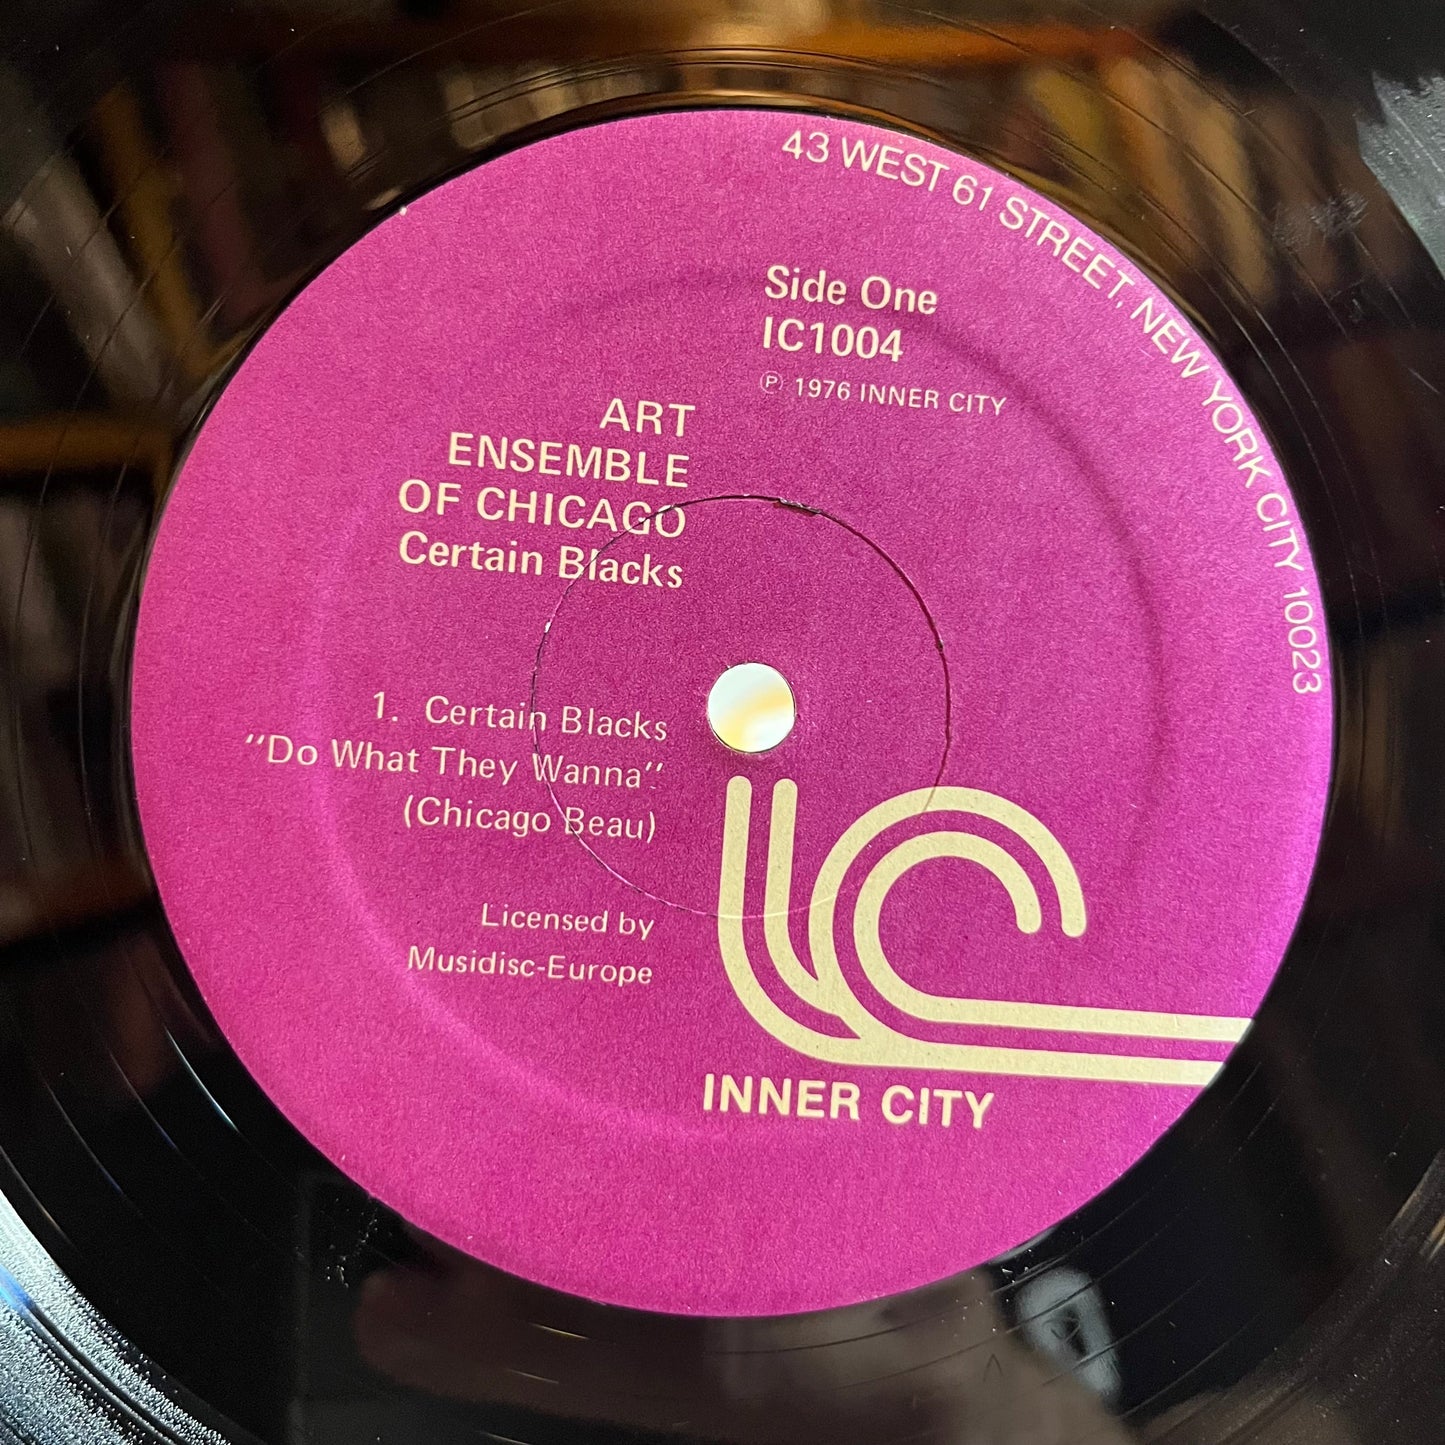 43 WEST 61 STREET, NEW YORK CITY 10023
Side One
IC1004
Ⓟ 1976 INNER CITY
ART
ENSEMBLE
OF CHICAGO
Certain Blacks
1. Certain Blacks
"Do What They Wanna".
(Chicago Beau)
Licensed by
Musidisc-Europe
IC
INNER CITY